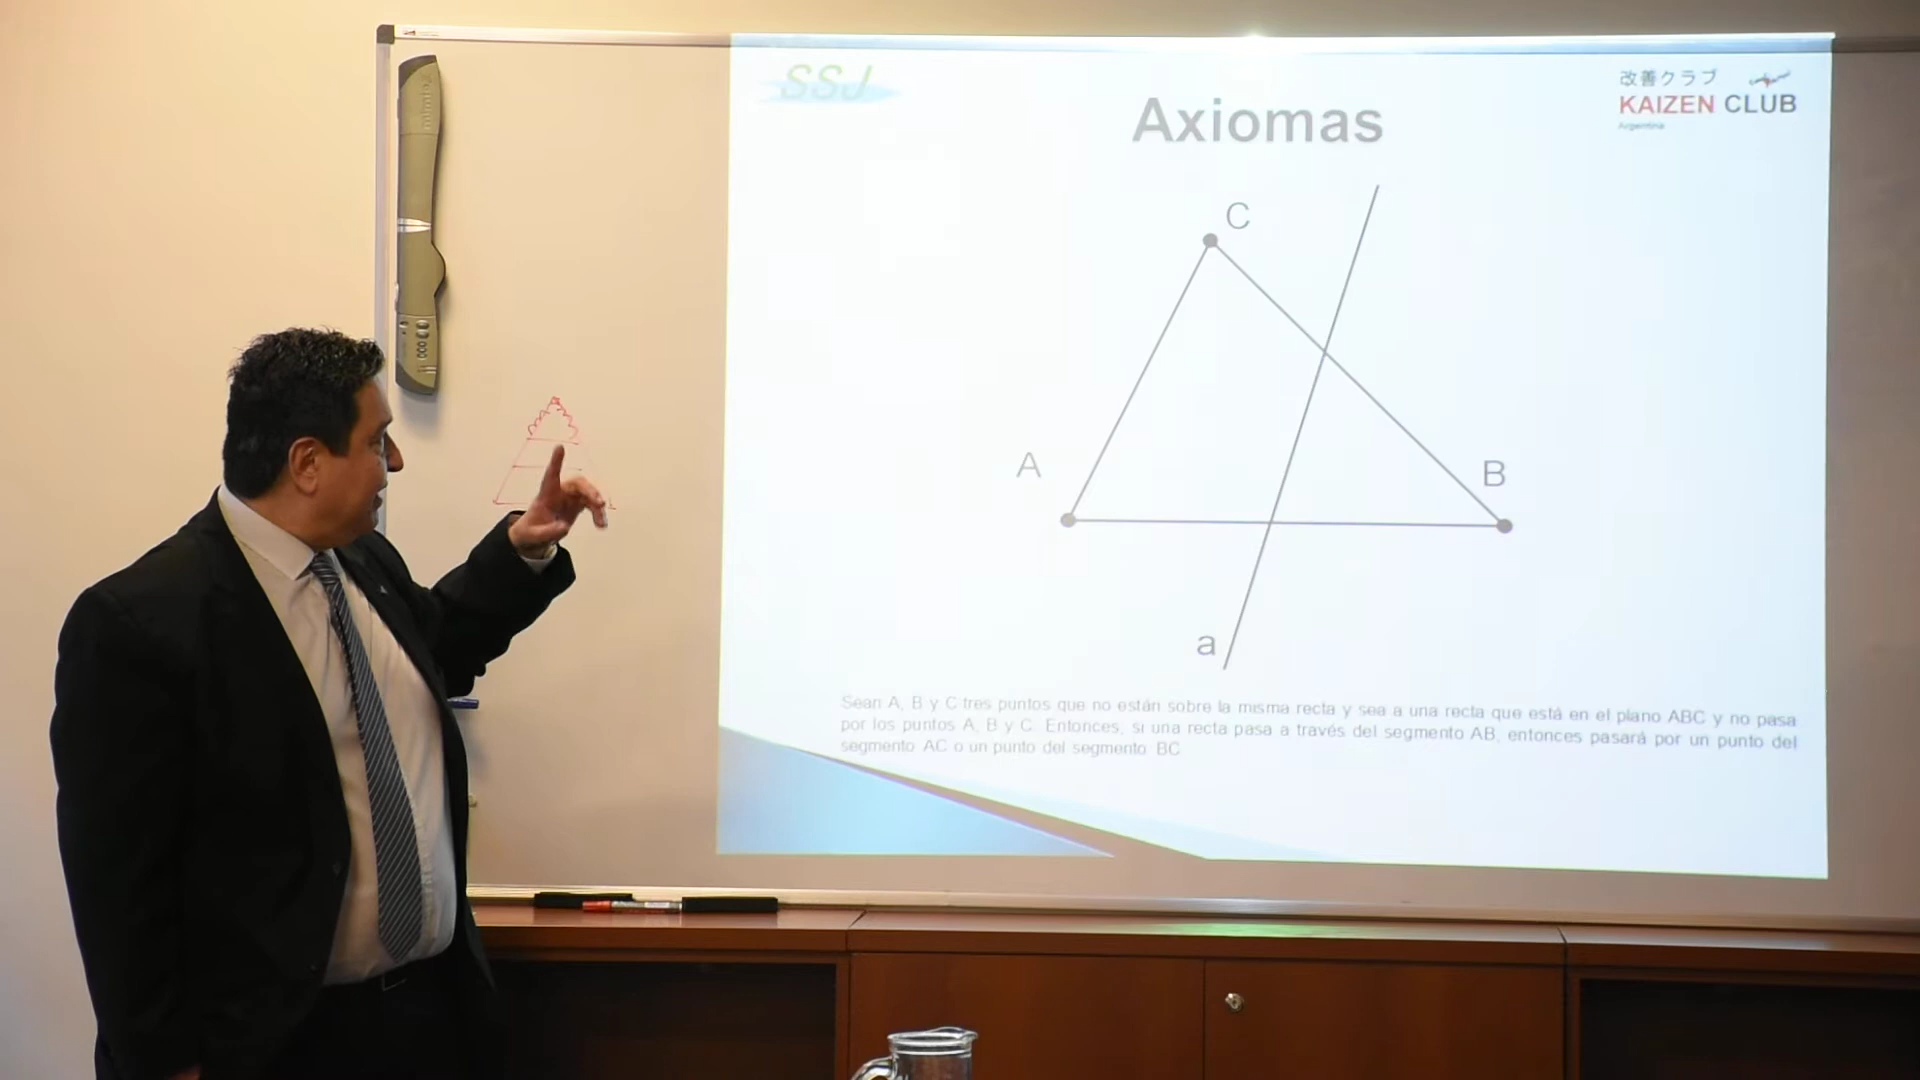 mimio
SSJ
改善クラブ
KAIZEN CLUB
Argentina
Axiomas
C
A
B
a
Sean A, B y C tres puntos que no están sobre la misma recta y sea a una recta que está en el plano ABC y no pasa
por los puntos A, B y C. Entonces, si una recta pasa a través del segmento AB, entonces pasará por un punto del
segmento AC o un punto del segmento BC